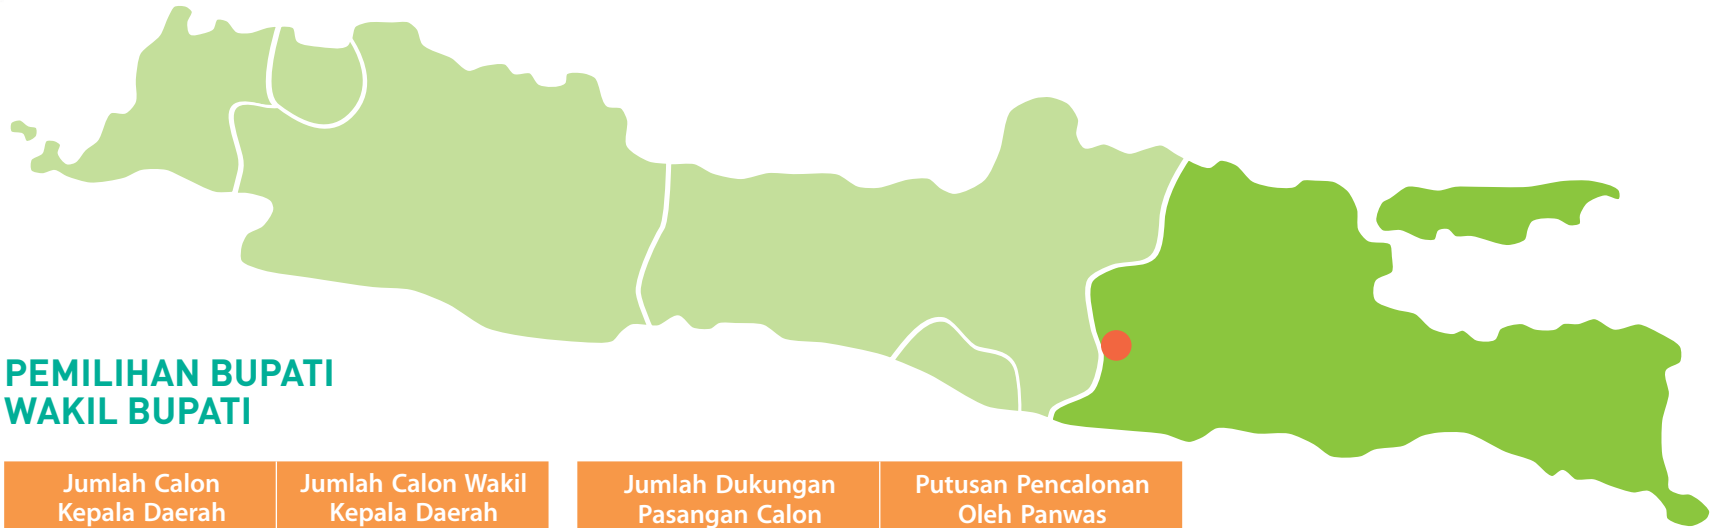 PEMILIHAN BUPATI
WAKIL BUPATI
Jumlah Calon
Kepala Daerah
Jumlah Calon Wakil
Kepala Daerah
Jumlah Dukungan
Pasangan Calon
Putusan Pencalonan
Oleh Panwas